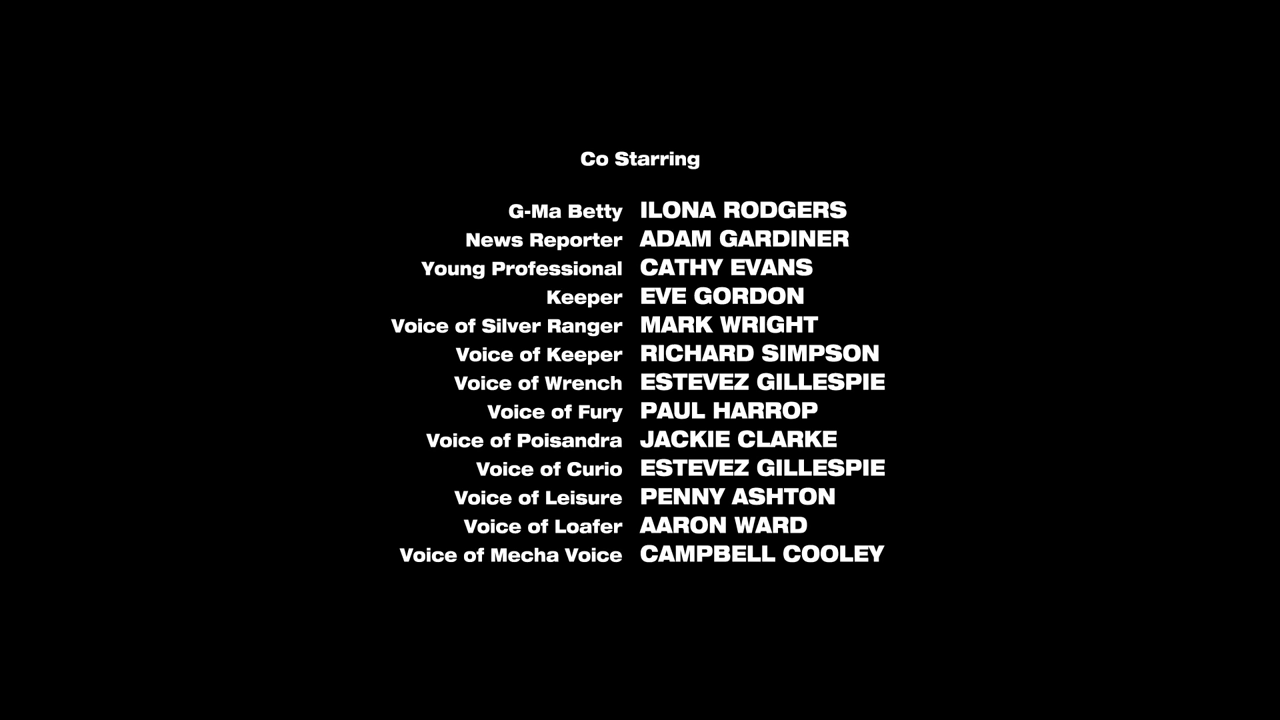 Co Starring
G-Ma Betty ILONA RODGERS
News Reporter ADAM GARDINER
Young Professional CATHY EVANS
Keeper EVE GORDON
Voice of Silver Ranger MARK WRIGHT
Voice of Keeper RICHARD SIMPSON
Voice of Wrench ESTEVEZ GILLESPIE
Voice of Fury PAUL HARROP
Voice of Poisandra JACKIE CLARKE
Voice of Curio ESTEVEZ GILLESPIE
Voice of Leisure PENNY ASHTON
Voice of Loafer AARON WARD
Voice of Mecha Voice CAMPBELL COOLEY